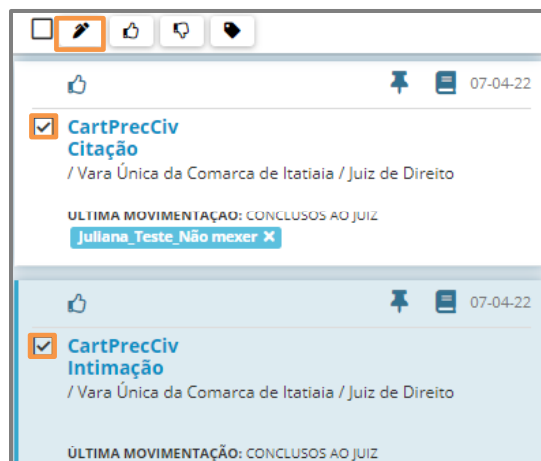 07-04-22
CartPrecCiv
Citação
/ Vara Única da Comarca de Itatiaia / Juiz de Direito
ÚLTIMA MOVIMENTAÇÃO: CONCLUSOS AO JUIZ
Juliana_Teste_Não mexer ×
07-04-22
CartPrecCiv
Intimação
/ Vara Única da Comarca de Itatiaia / Juiz de Direito
ÚLTIMA MOVIMENTAÇÃO: CONCLUSOS AO JUIZ